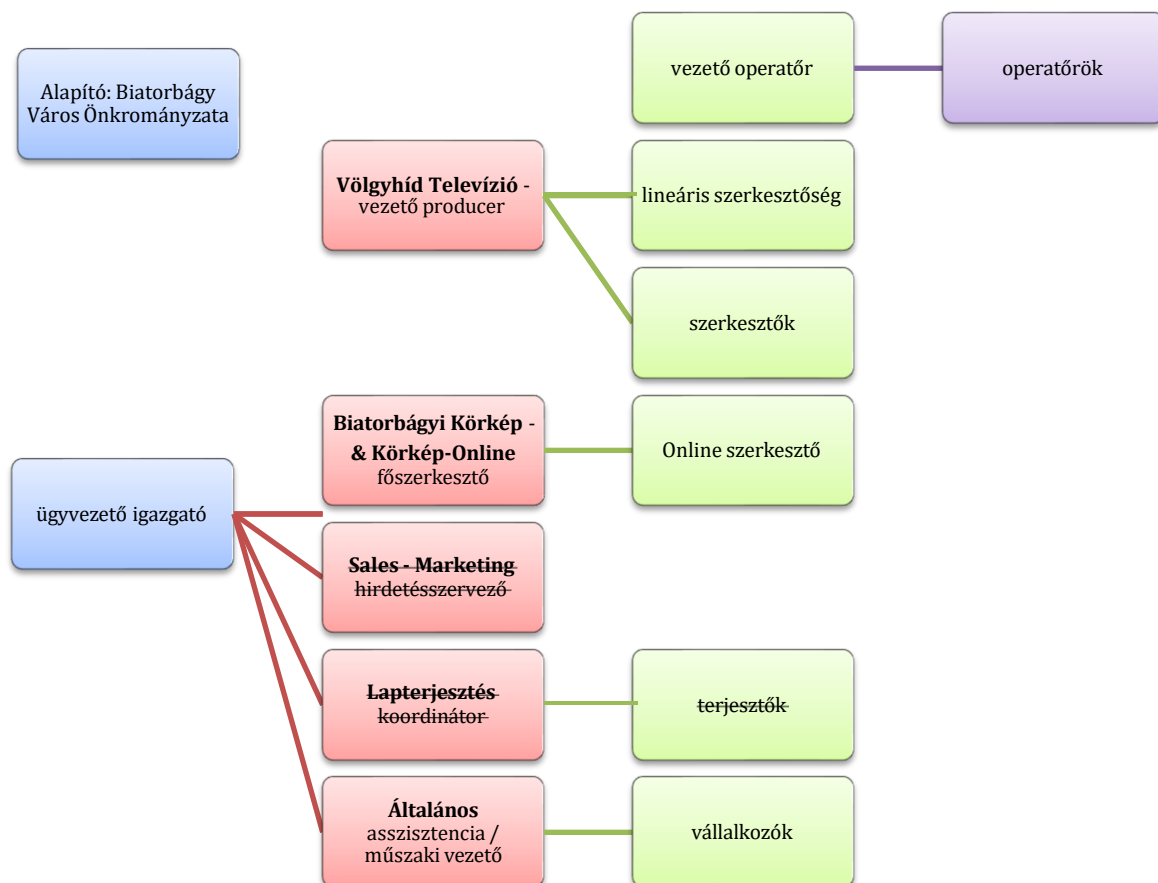 vezető operatőr
operatőrök
Alapító: Biatorbágy
Város Önkrományzata
Völgyhíd Televízió -
vezető producer
lineáris szerkesztőség
szerkesztők
Biatorbágyi Körkép -
& Körkép-Online
főszerkesztő
Online szerkesztő
ügyvezető igazgató
Sales - Marketing
hirdetésszervező
Lapterjesztés
koordinátor
terjesztők
Általános
asszisztencia /
műszaki vezető
vállalkozók